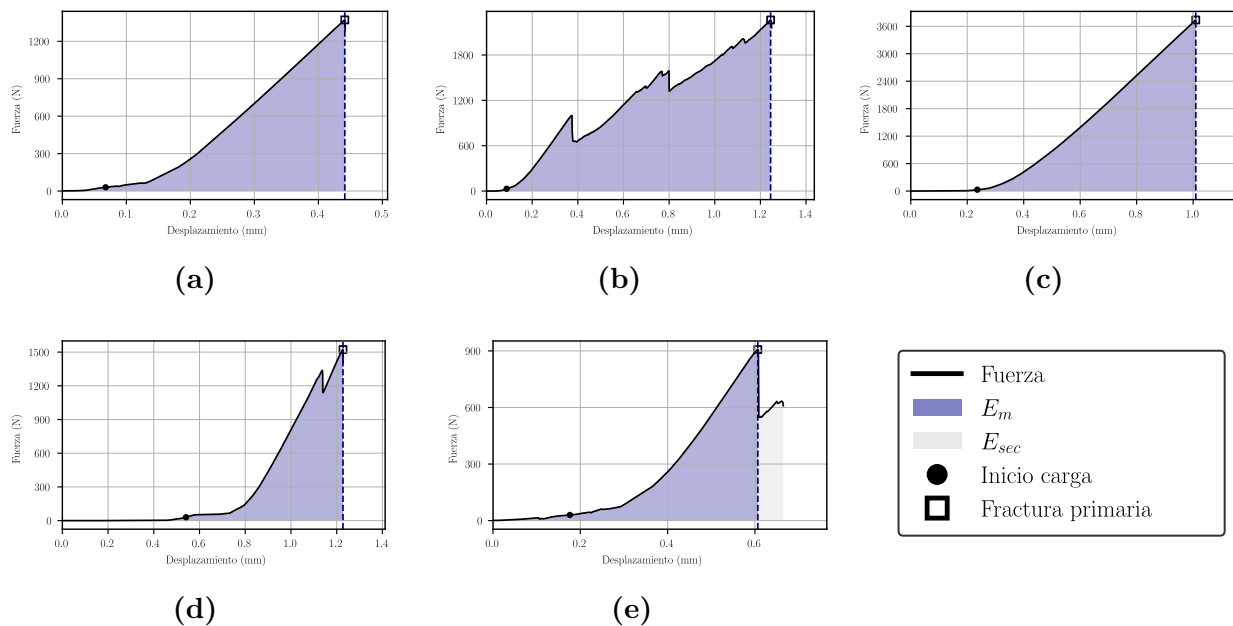 Fuerza (N)
1200
900
600
300
0
0.0 0.1 0.2 0.3 0.4 0.5
Desplazamiento (mm)
(a)
Fuerza (N)
1800
1200
600
0
0.0 0.2 0.4 0.6 0.8 1.0 1.2 1.4
Desplazamiento (mm)
(b)
Fuerza (N)
3600
3000
2400
1800
1200
600
0
0.0 0.2 0.4 0.6 0.8 1.0
Desplazamiento (mm)
(c)
Fuerza (N)
1500
1200
900
600
300
0
0.0 0.2 0.4 0.6 0.8 1.0 1.2 1.4
Desplazamiento (mm)
(d)
Fuerza (N)
900
600
300
0
0.0 0.2 0.4 0.6
Desplazamiento (mm)
(e)
Fuerza
E_m
E_sec
Inicio carga
Fractura primaria